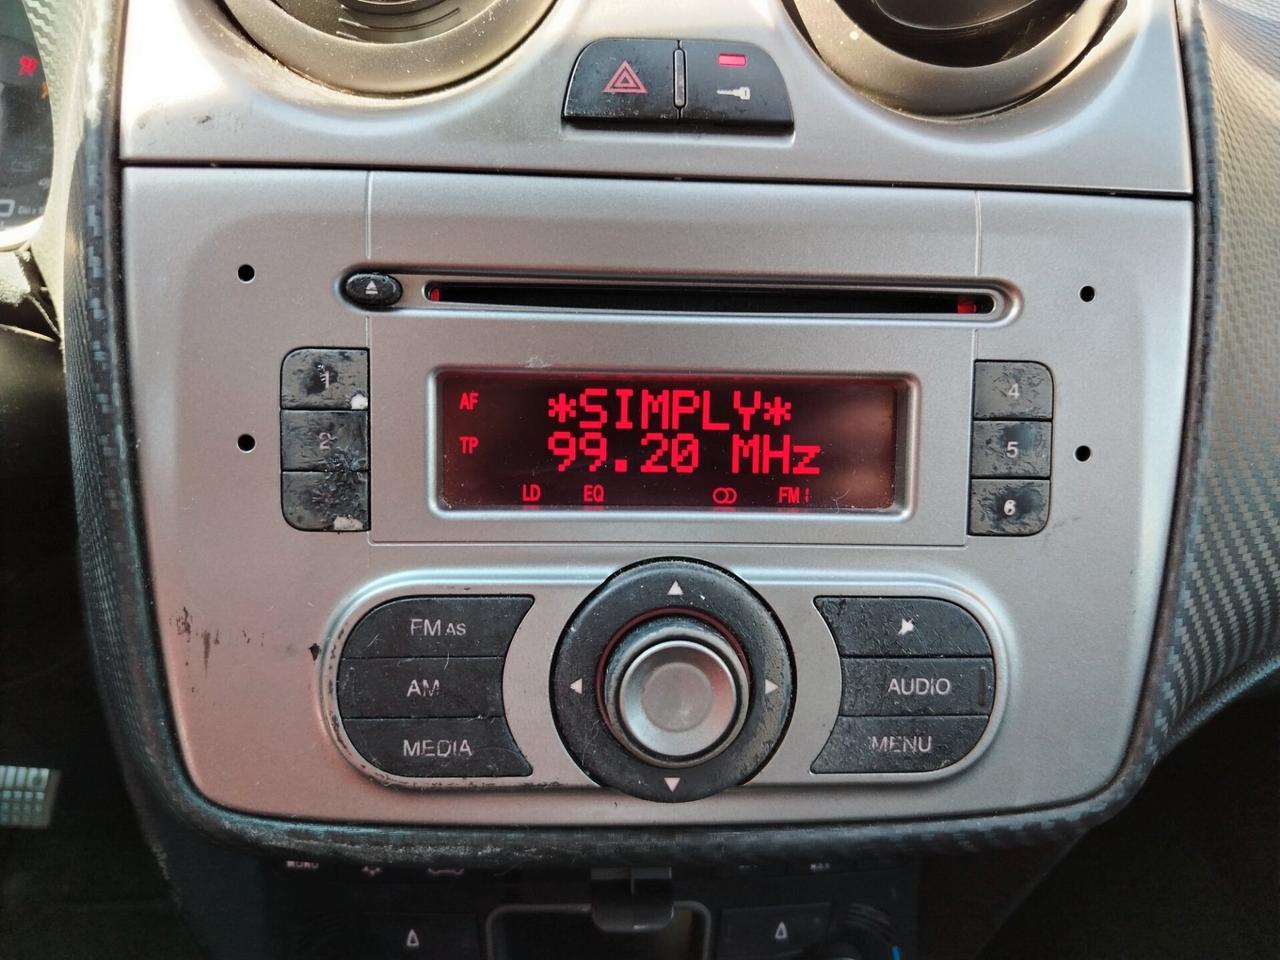 AF
*SIMPLY*
TP
99.20 MHz
LD EQ FM
1
2
4
5
6
FM AS
AM
MEDIA
AUDIO
MENU